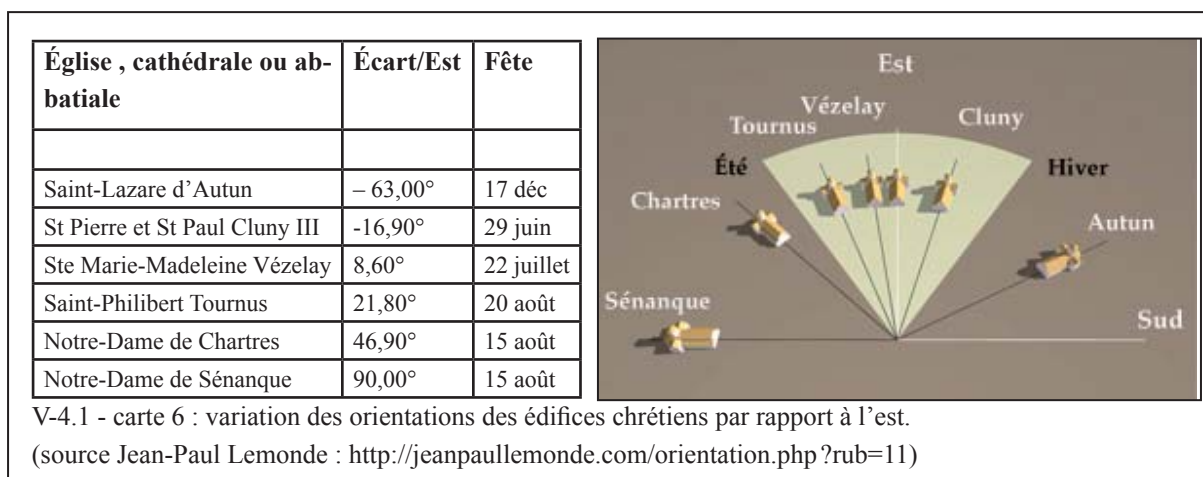 Église , cathédrale ou ab-
batiale
Écart/Est
Fête
Saint-Lazare d’Autun – 63,00° 17 déc
St Pierre et St Paul Cluny III -16,90° 29 juin
Ste Marie-Madeleine Vézelay 8,60° 22 juillet
Saint-Philibert Tournus 21,80° 20 août
Notre-Dame de Chartres 46,90° 15 août
Notre-Dame de Sénanque 90,00° 15 août
Est
Vézelay
Cluny
Tournus
Été
Hiver
Chartres
Autun
Sénanque
Sud
V-4.1 - carte 6 : variation des orientations des édifices chrétiens par rapport à l’est.
(source Jean-Paul Lemonde : http://jeanpaullemonde.com/orientation.php?rub=11)